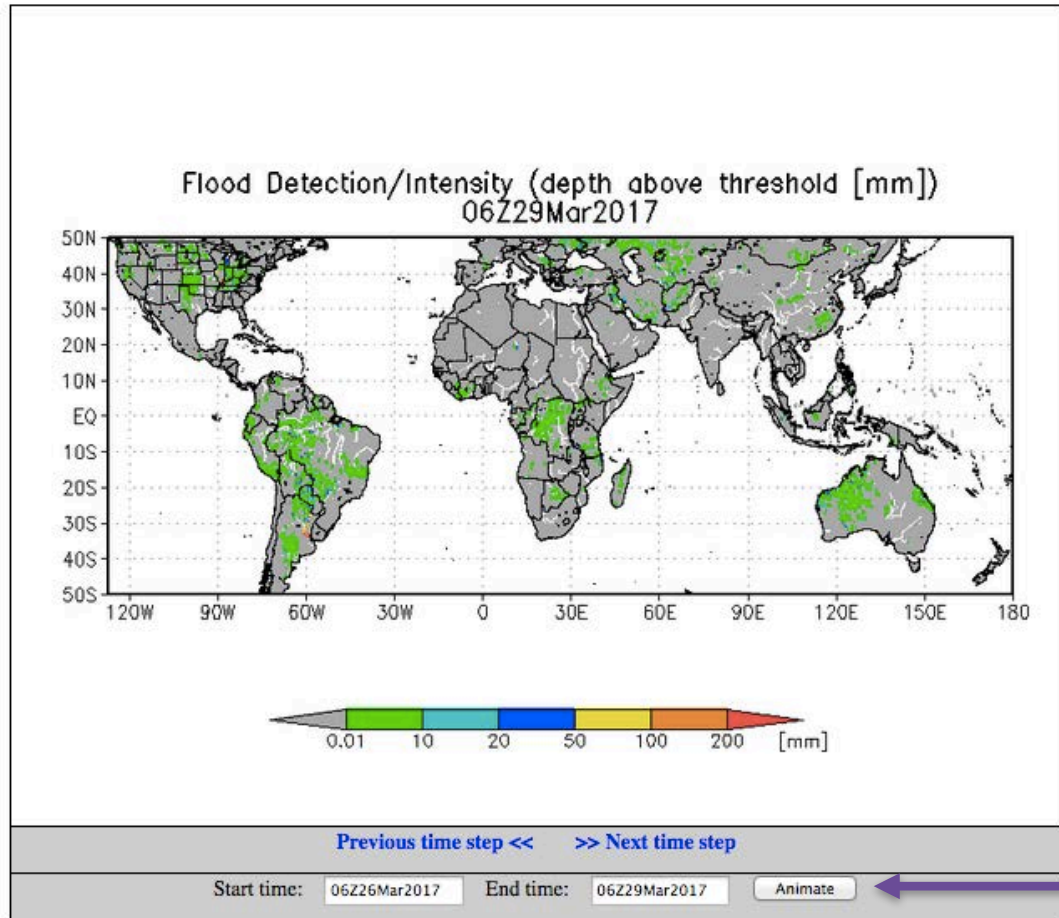 Flood Detection/Intensity (depth above threshold [mm])
06Z29Mar2017
50N
40N
30N
20N
10N
EQ
10S
20S
30S
40S
50S
120W 90W 60W 30W 0 30E 60E 90E 120E 150E 180
0.01 10 20 50 100 200 [mm]
Previous time step << >> Next time step
Start time: 06Z26Mar2017 End time: 06Z29Mar2017 Animate